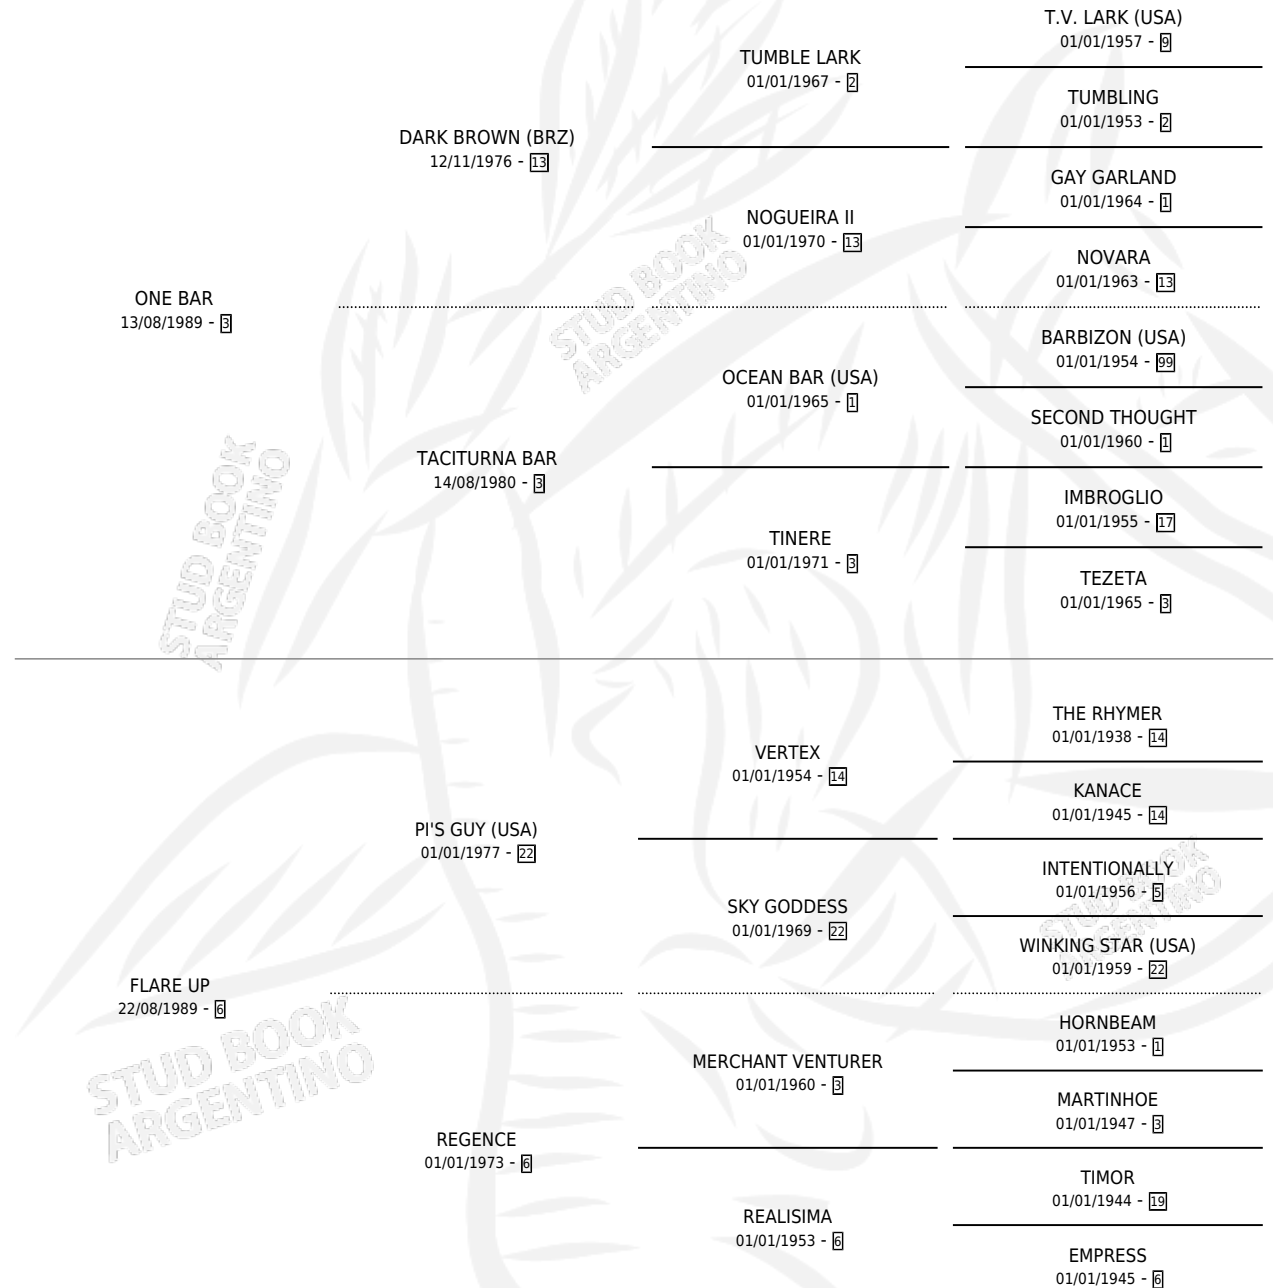 T.V. LARK (USA)
01/01/1957 - 9
TUMBLE LARK
01/01/1967 - 2
TUMBLING
01/01/1953 - 2
DARK BROWN (BRZ)
12/11/1976 - 13
GAY GARLAND
01/01/1964 - 1
NOGUEIRA II
01/01/1970 - 13
NOVARA
01/01/1963 - 13
ONE BAR
13/08/1989 - 3
BARBIZON (USA)
01/01/1954 - 99
OCEAN BAR (USA)
01/01/1965 - 1
SECOND THOUGHT
01/01/1960 - 1
TACITURNA BAR
14/08/1980 - 3
IMBROGLIO
01/01/1955 - 17
TINERE
01/01/1971 - 3
TEZETA
01/01/1965 - 3
THE RHYMER
01/01/1938 - 14
VERTEX
01/01/1954 - 14
KANACE
01/01/1945 - 14
PI'S GUY (USA)
01/01/1977 - 22
INTENTIONALLY
01/01/1956 - 5
SKY GODDESS
01/01/1969 - 22
WINKING STAR (USA)
01/01/1959 - 22
FLARE UP
22/08/1989 - 6
HORNBEAM
01/01/1953 - 1
MERCHANT VENTURER
01/01/1960 - 3
MARTINHOE
01/01/1947 - 3
REGENCE
01/01/1973 - 6
TIMOR
01/01/1944 - 19
REALISIMA
01/01/1953 - 6
EMPRESS
01/01/1945 - 6
STUD BOOK
ARGENTINO
STUD BOOK
ARGENTINO
STUD BOOK
ARGENTINO
STUD BOOK
ARGENTINO